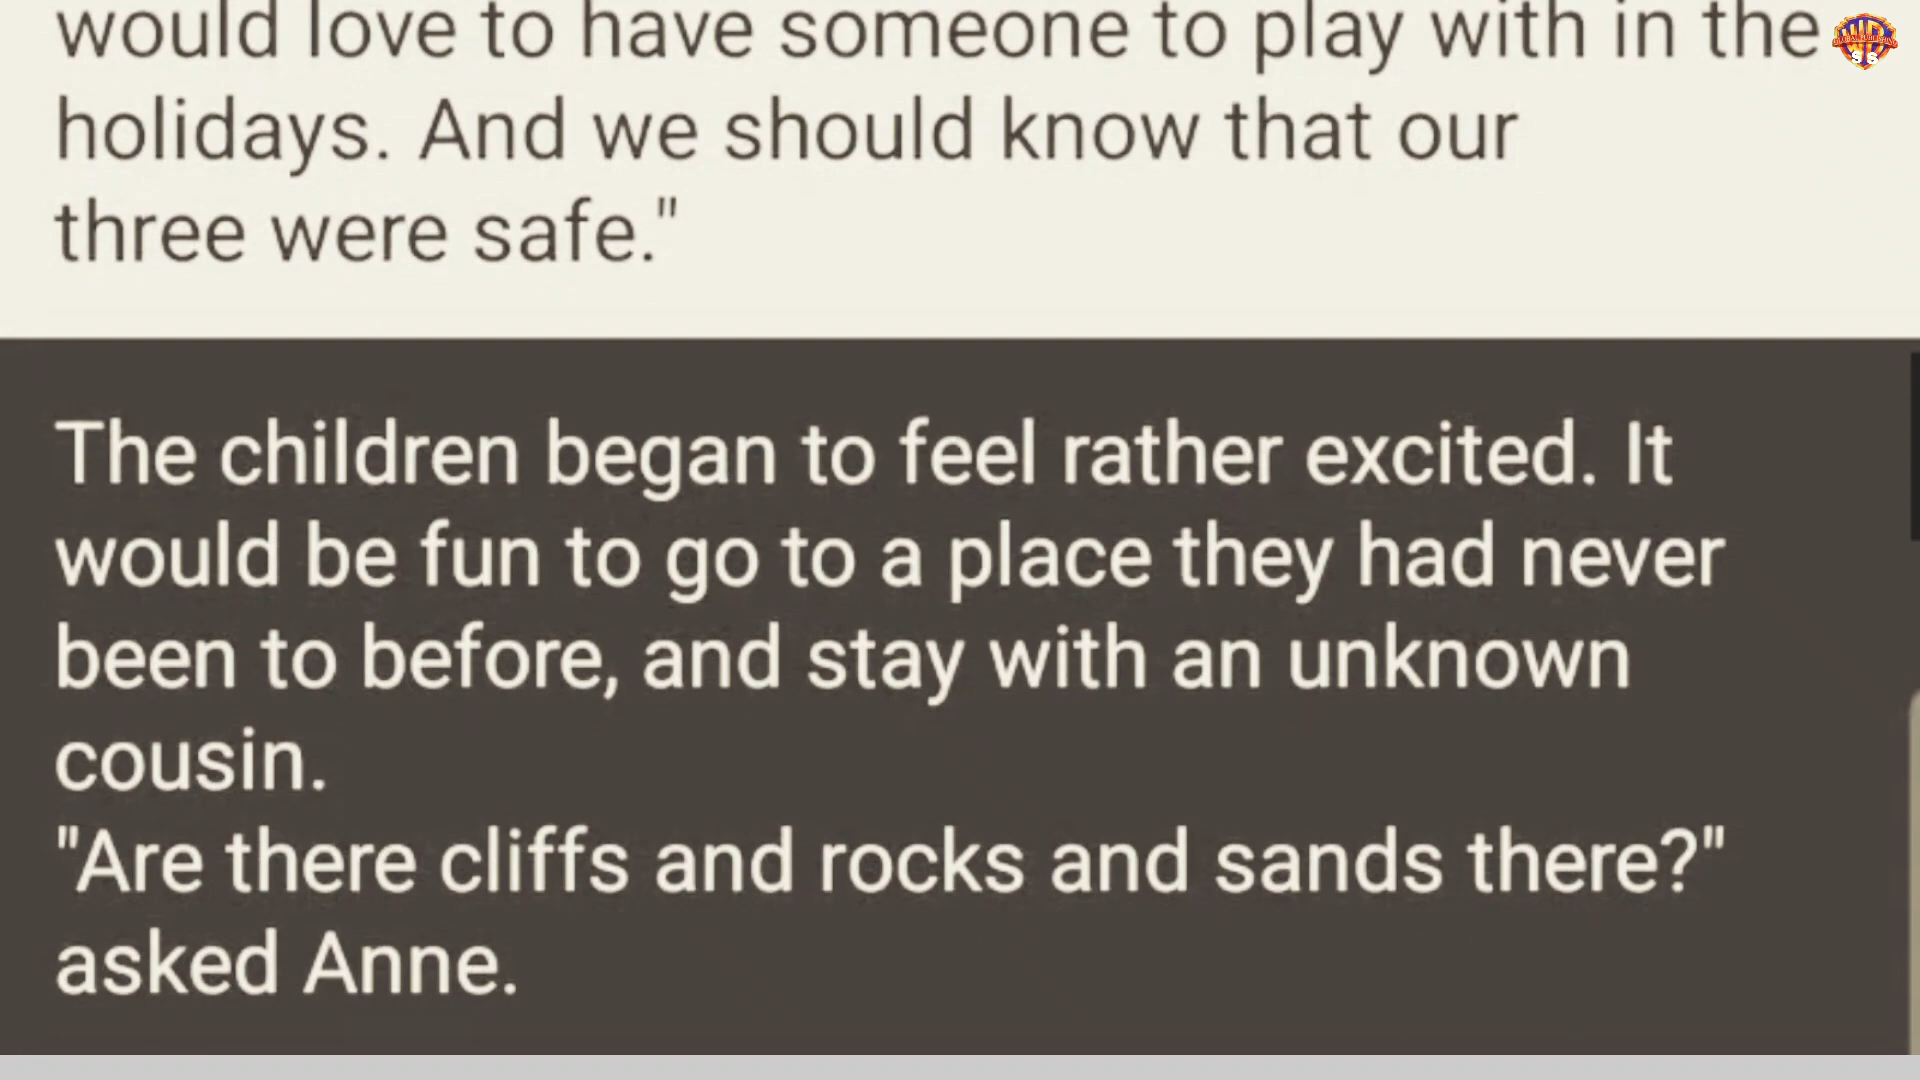 would love to have someone to play with in the
holidays. And we should know that our
three were safe."
The children began to feel rather excited. It
would be fun to go to a place they had never
been to before, and stay with an unknown
cousin.
"Are there cliffs and rocks and sands there?"
asked Anne.